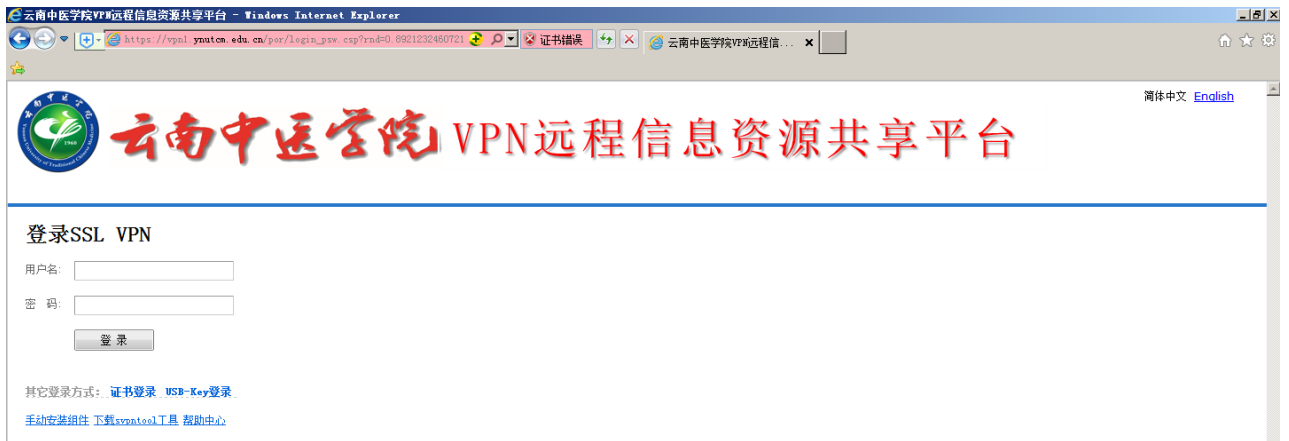 云南中医学院VPN远程信息资源共享平台 - Windows Internet Explorer
https://vpn1.ynutcm.edu.cn/por/login_psw.csp?rnd=0.8921232460721 证书错误 云南中医学院VPN远程信...
简体中文 English
云南中医学院 VPN远程信息资源共享平台
1960
登录SSL VPN
用户名:
密 码:
登 录
其它登录方式: 证书登录 USB-Key登录
手动安装组件 下载svpntool工具 帮助中心